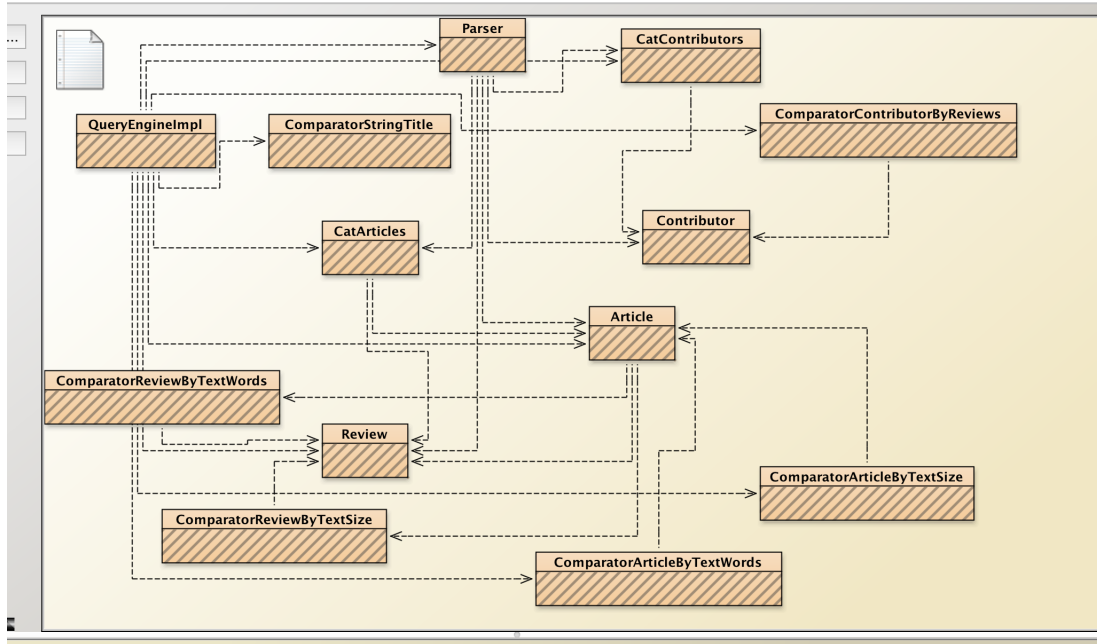 ...
Parser
CatContributors
QueryEngineImpl
ComparatorStringTitle
ComparatorContributorByReviews
CatArticles
Contributor
Article
ComparatorReviewByTextWords
Review
ComparatorArticleByTextSize
ComparatorReviewByTextSize
ComparatorArticleByTextWords